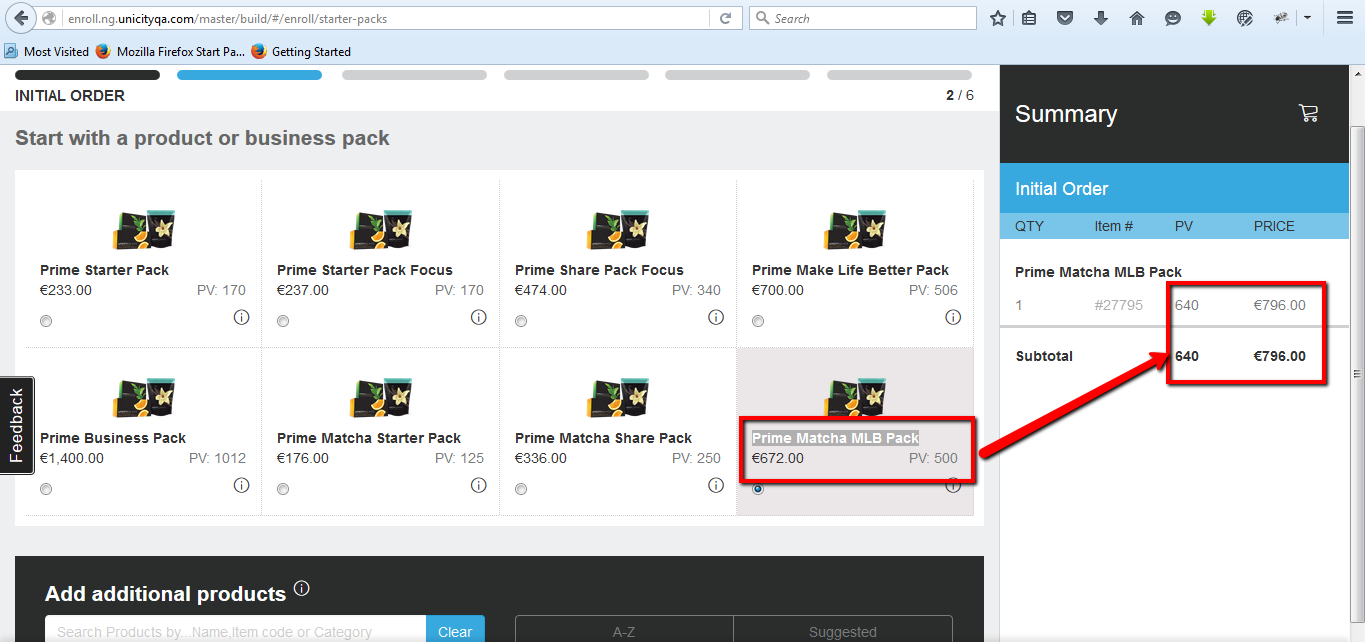 enroll.ng.unicityqa.com/master/build/#/enroll/starter-packs
Search
Most Visited Mozilla Firefox Start Pa... Getting Started
INITIAL ORDER 2 / 6
Start with a product or business pack
Prime Starter Pack
€233.00 PV: 170
Prime Starter Pack Focus
€237.00 PV: 170
Prime Share Pack Focus
€474.00 PV: 340
Prime Make Life Better Pack
€700.00 PV: 506
Prime Business Pack
€1,400.00 PV: 1012
Prime Matcha Starter Pack
€176.00 PV: 125
Prime Matcha Share Pack
€336.00 PV: 250
Prime Matcha MLB Pack
€672.00 PV: 500
Feedback
Add additional products
Search Products by...Name,Item code or Category
Clear
A-Z
Suggested
Summary
Initial Order
QTY Item # PV PRICE
Prime Matcha MLB Pack
1 #27795 640 €796.00
Subtotal 640 €796.00